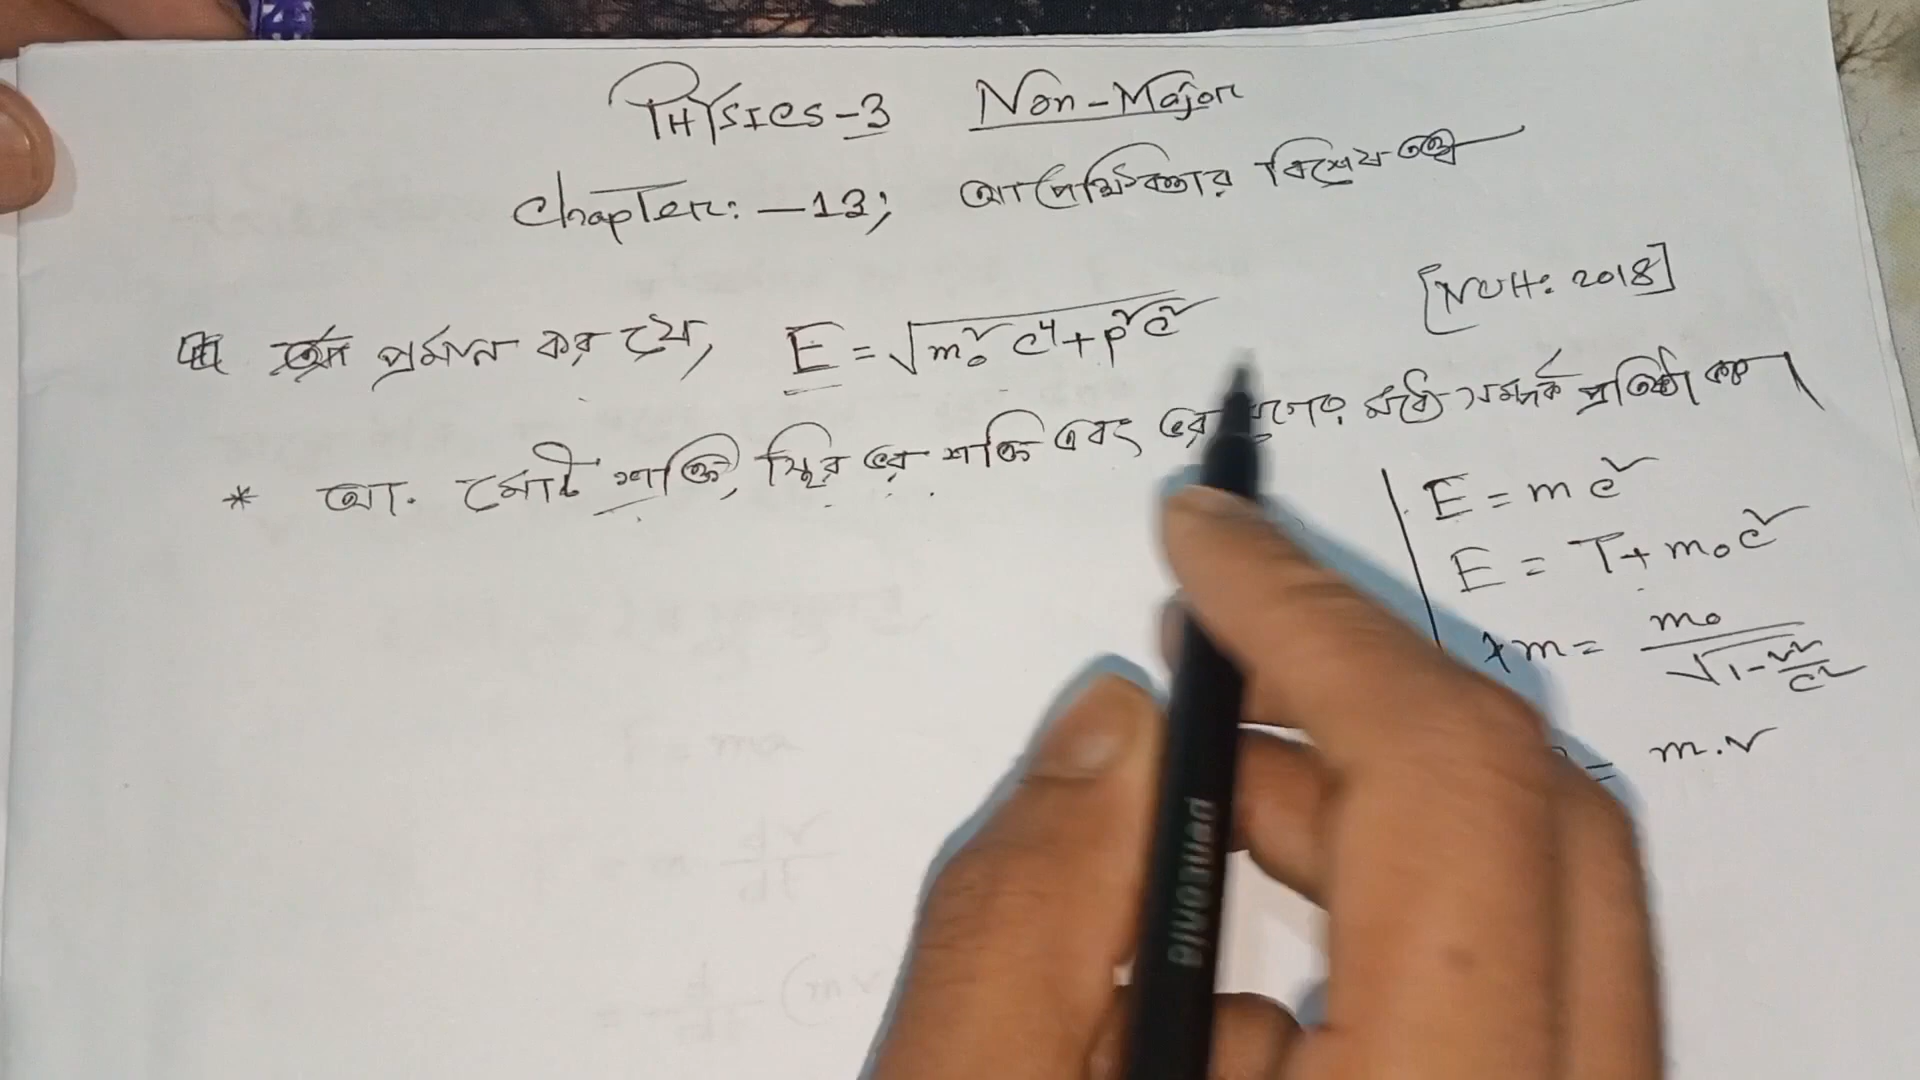 PHYSICS-3 Non-Major
Chapter: -13; আপেক্ষিকতার বিশেষ তত্ত্ব
[NUH: 2018]
প্রমান কর যে, E = √m₀²c⁴+p²c²
* আ. মোট শক্তি, স্থির ভর শক্তি এবং মধ্যে সম্পর্ক প্রতিষ্ঠা কর।
E = mc²
E = T+m₀c²
m = m₀/√1-v²/c²
= m.v
pentonic